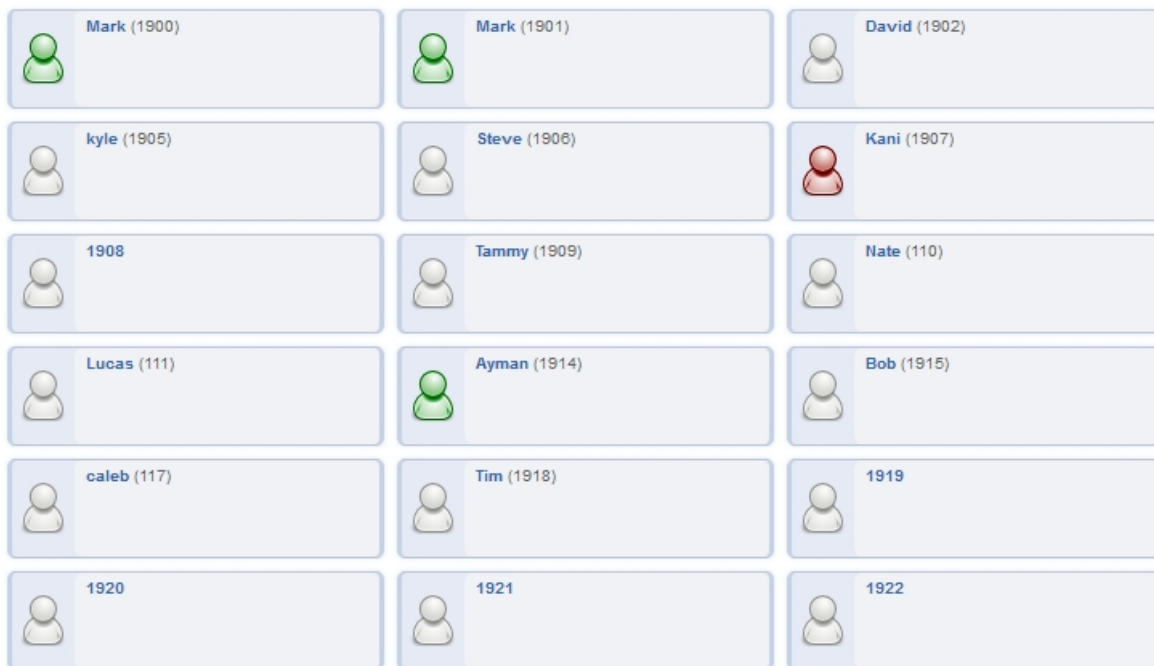 Mark (1900)
Mark (1901)
David (1902)
kyle (1905)
Steve (1906)
Kani (1907)
1908
Tammy (1909)
Nate (110)
Lucas (111)
Ayman (1914)
Bob (1915)
caleb (117)
Tim (1918)
1919
1920
1921
1922